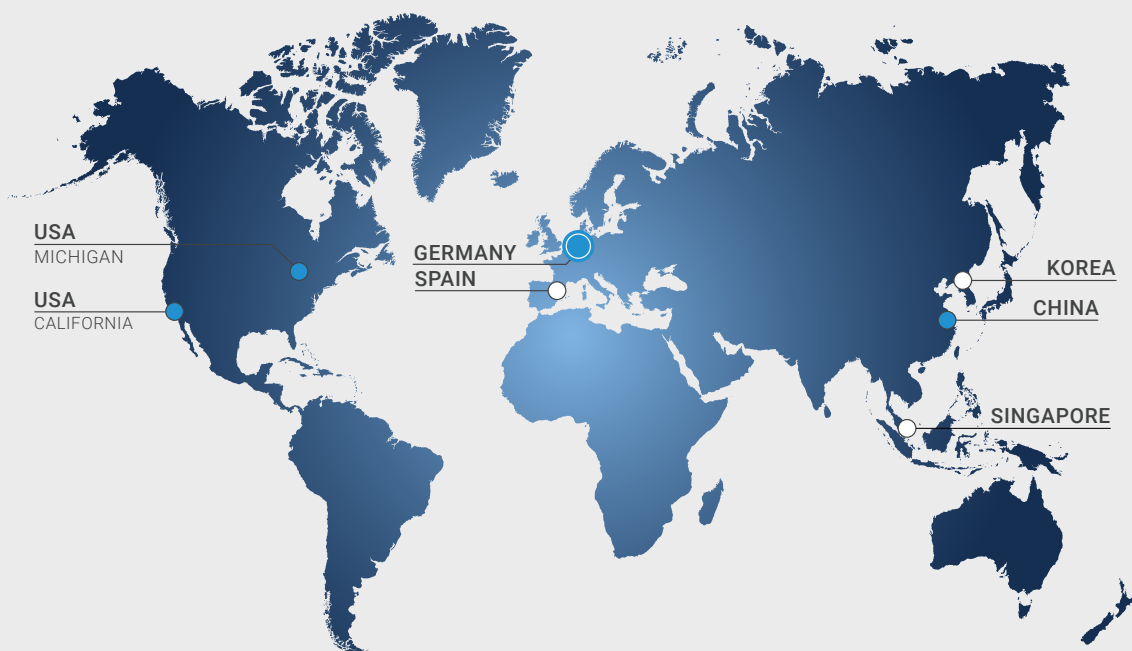 USA
MICHIGAN
USA
CALIFORNIA
GERMANY
SPAIN
KOREA
CHINA
SINGAPORE